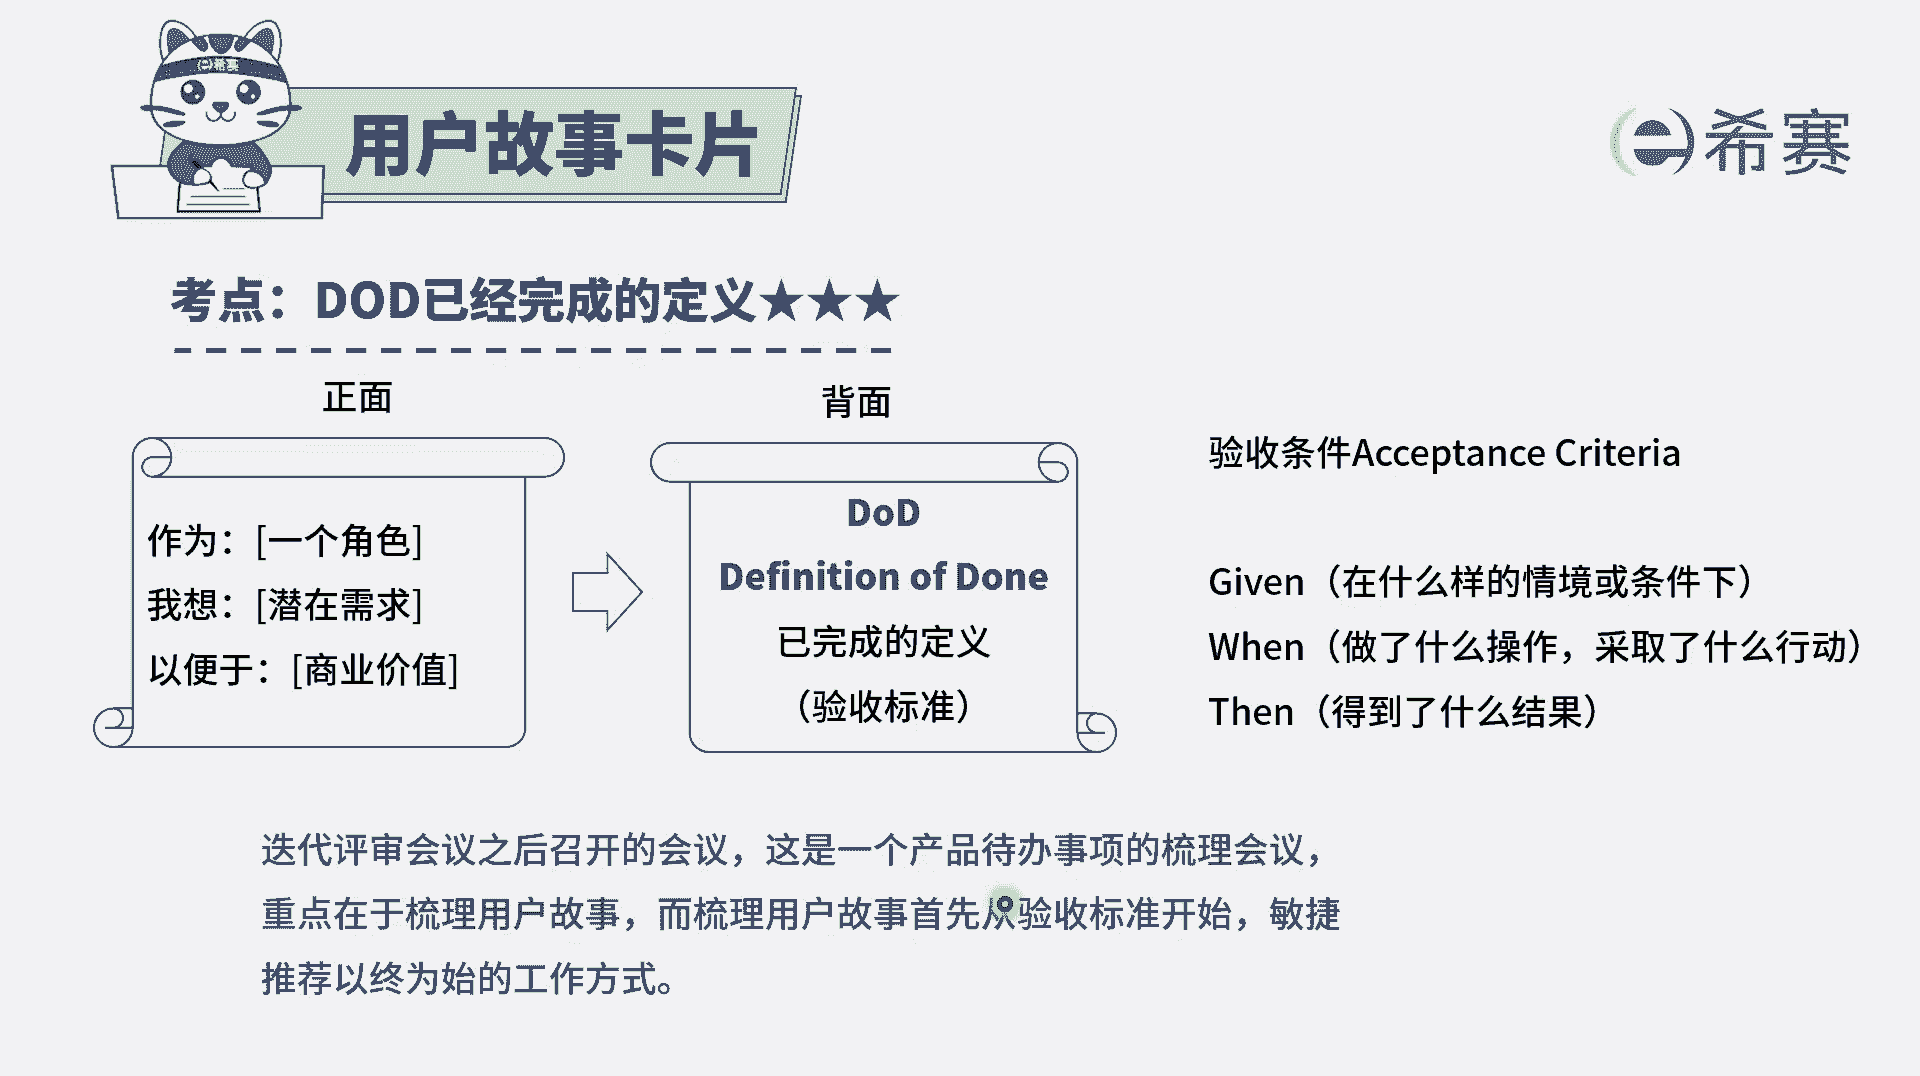 希赛
用户故事卡片
希赛
考点：DOD已经完成的定义★★★
正面
作为：[一个角色]
我想：[潜在需求]
以便于：[商业价值]
背面
DoD
Definition of Done
已完成的定义
（验收标准）
验收条件Acceptance Criteria
Given（在什么样的情境或条件下）
When（做了什么操作，采取了什么行动）
Then（得到了什么结果）
迭代评审会议之后召开的会议，这是一个产品待办事项的梳理会议，
重点在于梳理用户故事，而梳理用户故事首先从验收标准开始，敏捷
推荐以终为始的工作方式。